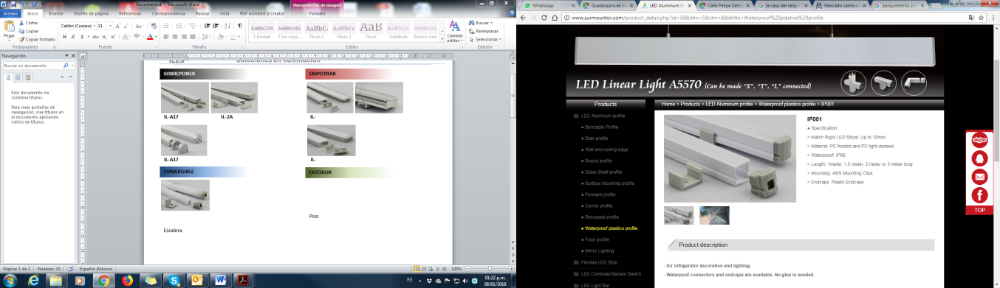 Documento1 - Microsoft Word
Herramientas de imagen
Archivo Inicio Insertar Diseño de página Referencias Correspondencia Revisar Vista PDF Architect 5 Creator Formato
Pegar
Cortar
Copiar
Copiar formato
Calibri (Cuerpo) 11
AaBbCcDc AaBbCcDc AaBbC AaBbCc AaB AaBbCc. AaBbCcDc
¶ Normal ¶ Sin espa... Título 1 Título 2 Título Subtítulo Énfasis sutil
Cambiar estilos
Buscar
Reemplazar
Seleccionar
Portapapeles Fuente Párrafo Estilos Edición
Navegación
Buscar en documento
Este documento no
contiene títulos.
Para crear pestañas de
navegación, cree títulos en
el documento aplicando
estilos de títulos.
ILES Soluciones en iluminación
SOBREPONER EMPOTRAR
IL-A17 IL-2A IL-
IL-A17 IL-
SUMERGIBLE EXTERIOR
Piso
Escalera
Página: 1 de 2 Palabras: 15 Español (México) 100%
ES 01:22 p.m.
08/01/2018
WhatsApp
Guadalajara es M
LED Aluminum P
Calle Felipe Zette
la casa del reloj
Mercado cambio
parquimetros zo
www.surmountor.com/product_detail.php?id=58&dlm=5&xlm=8&dtitle=Waterproof%20plastice%20profile
LED Linear Light A5570 (Can be made "X", "T", "L" connected)
Products
Home > Products > LED Aluminum profile > Waterproof plastice profile > IP001
LED Aluminum profile
● Bendable Profile
● Stair profile
● Wall and ceiling edge
● Round profile
● Glass Shelf profile
● Surface Mounting profile
● Pendant profile
● Corner profile
● Recessed profile
● Waterproof plastice profile
● Floor profile
● Mirror Lighting
Flexible LED Strip
LED Controller/Sensor Switch
LED Light Bar
IP001
● Specification:
> Match Rigid LED Strips: Up to 10mm
> Material: PC frosted and PC light-densed.
> Waterproof: IP68
> Length: 1meter, 1.5 meter, 2 meter or 3 meter long
> Mounting: ABS Mounting Clips
> Endcaps: Plastic Endcaps
skype
TOP
Product description
- for refrigerator decoration and lighting.
- Waterproof connectors and endcaps are available. No glue is needed.